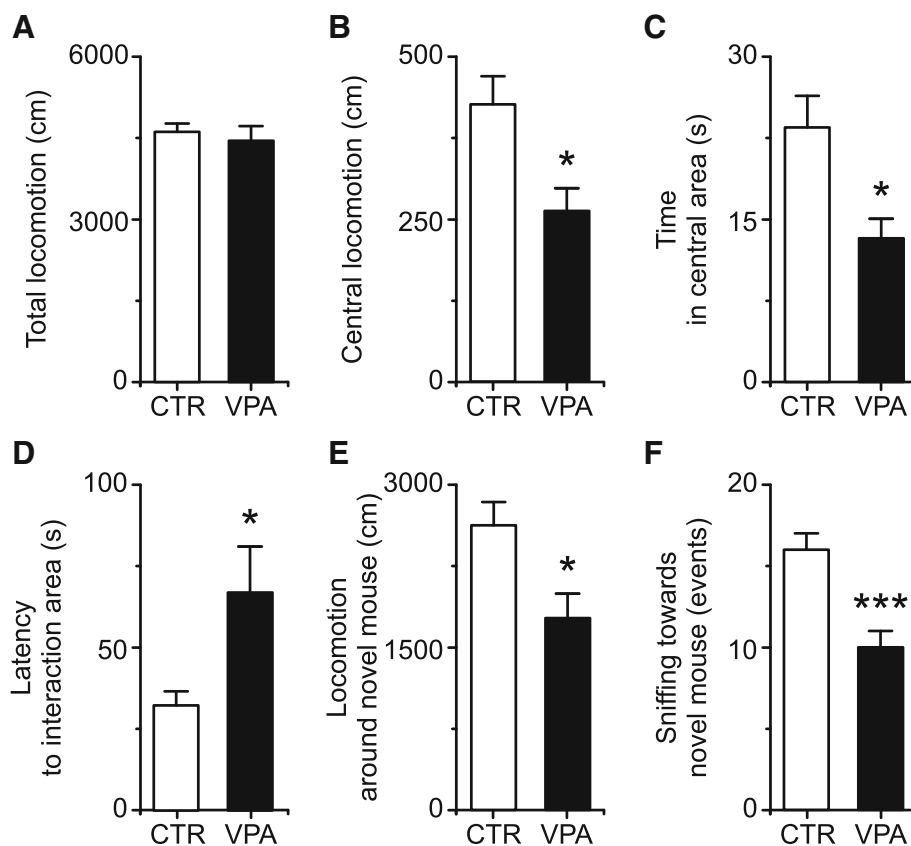 A
Total locomotion (cm)
6000
3000
0
CTR VPA
B
Central locomotion (cm)
500
250
0
*
CTR VPA
C
Time
in central area (s)
30
15
0
*
CTR VPA
D
Latency
to interaction area (s)
100
50
0
*
CTR VPA
E
Locomotion
around novel mouse (cm)
3000
1500
0
*
CTR VPA
F
Sniffing towards
novel mouse (events)
20
10
0
***
CTR VPA